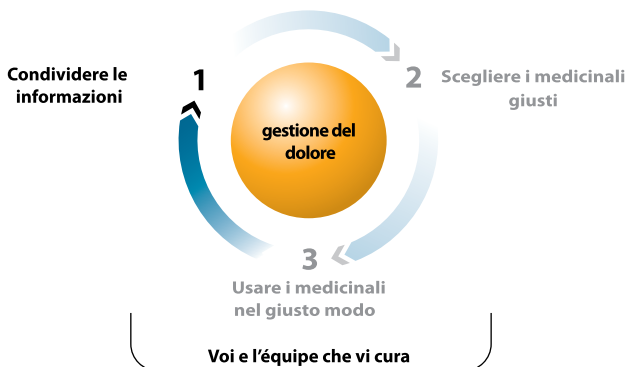 Condividere le
informazioni
1
2
Scegliere i medicinali
giusti
gestione del
dolore
3
Usare i medicinali
nel giusto modo
Voi e l'équipe che vi cura